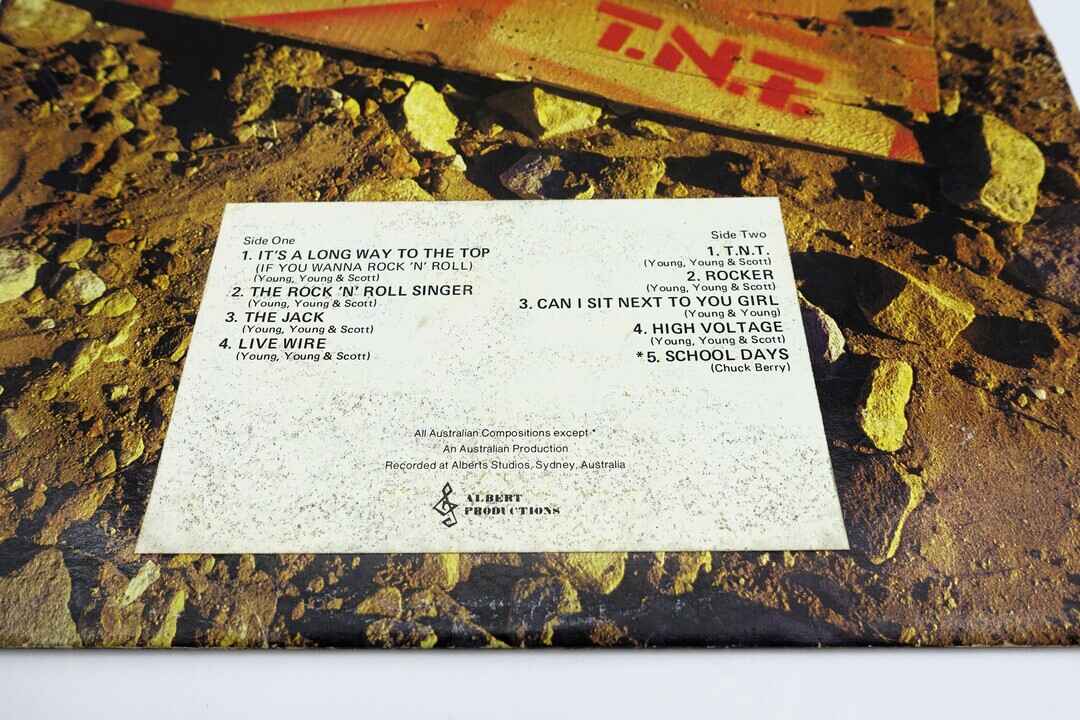 T.N.T.
Side One
1. IT'S A LONG WAY TO THE TOP
(IF YOU WANNA ROCK 'N' ROLL)
(Young, Young & Scott)
2. THE ROCK 'N' ROLL SINGER
(Young, Young & Scott)
3. THE JACK
(Young, Young & Scott)
4. LIVE WIRE
(Young, Young & Scott)
Side Two
1. T.N.T.
(Young, Young & Scott)
2. ROCKER
(Young, Young & Scott)
3. CAN I SIT NEXT TO YOU GIRL
(Young & Young)
4. HIGH VOLTAGE
(Young, Young & Scott)
*5. SCHOOL DAYS
(Chuck Berry)
All Australian Compositions except *
An Australian Production
Recorded at Alberts Studios, Sydney, Australia
ALBERT
PRODUCTIONS